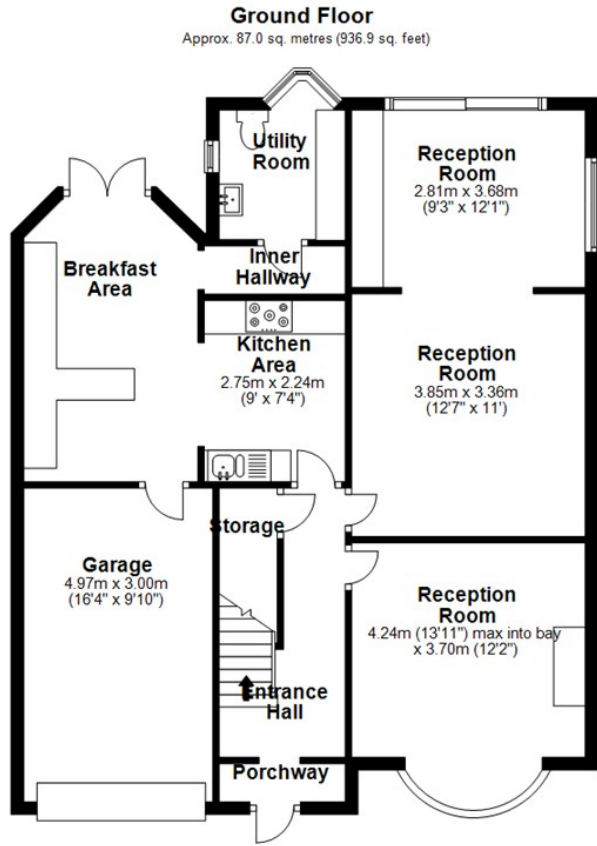 Ground Floor
Approx. 87.0 sq. metres (936.9 sq. feet)
Utility
Room
Reception
Room
2.81m x 3.68m
(9'3" x 12'1")
Breakfast
Area
Inner
Hallway
Kitchen
Area
2.75m x 2.24m
(9' x 7'4")
Reception
Room
3.85m x 3.36m
(12'7" x 11')
Storage
Garage
4.97m x 3.00m
(16'4" x 9'10")
Reception
Room
4.24m (13'11") max into bay
x 3.70m (12'2")
Entrance
Hall
Porchway